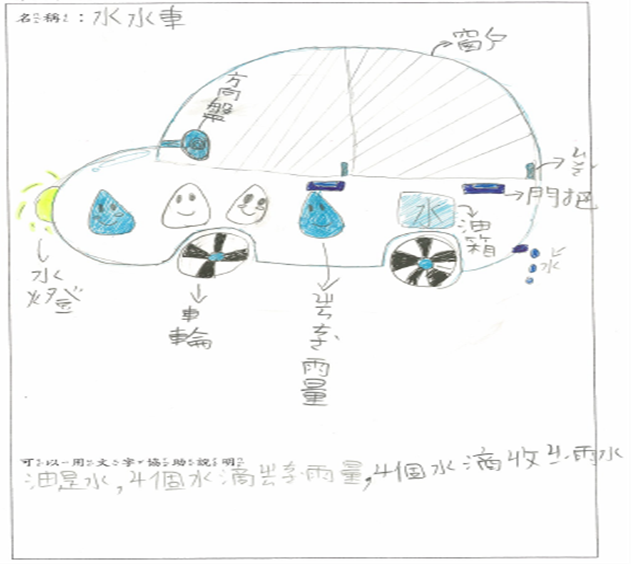 名稱：水水車
窗
方向盤
門把
水
油箱
水
水燈
車輪
雨量
可以用文字協助說明
油是水，4個水滴雨量，4個水滴收雨水